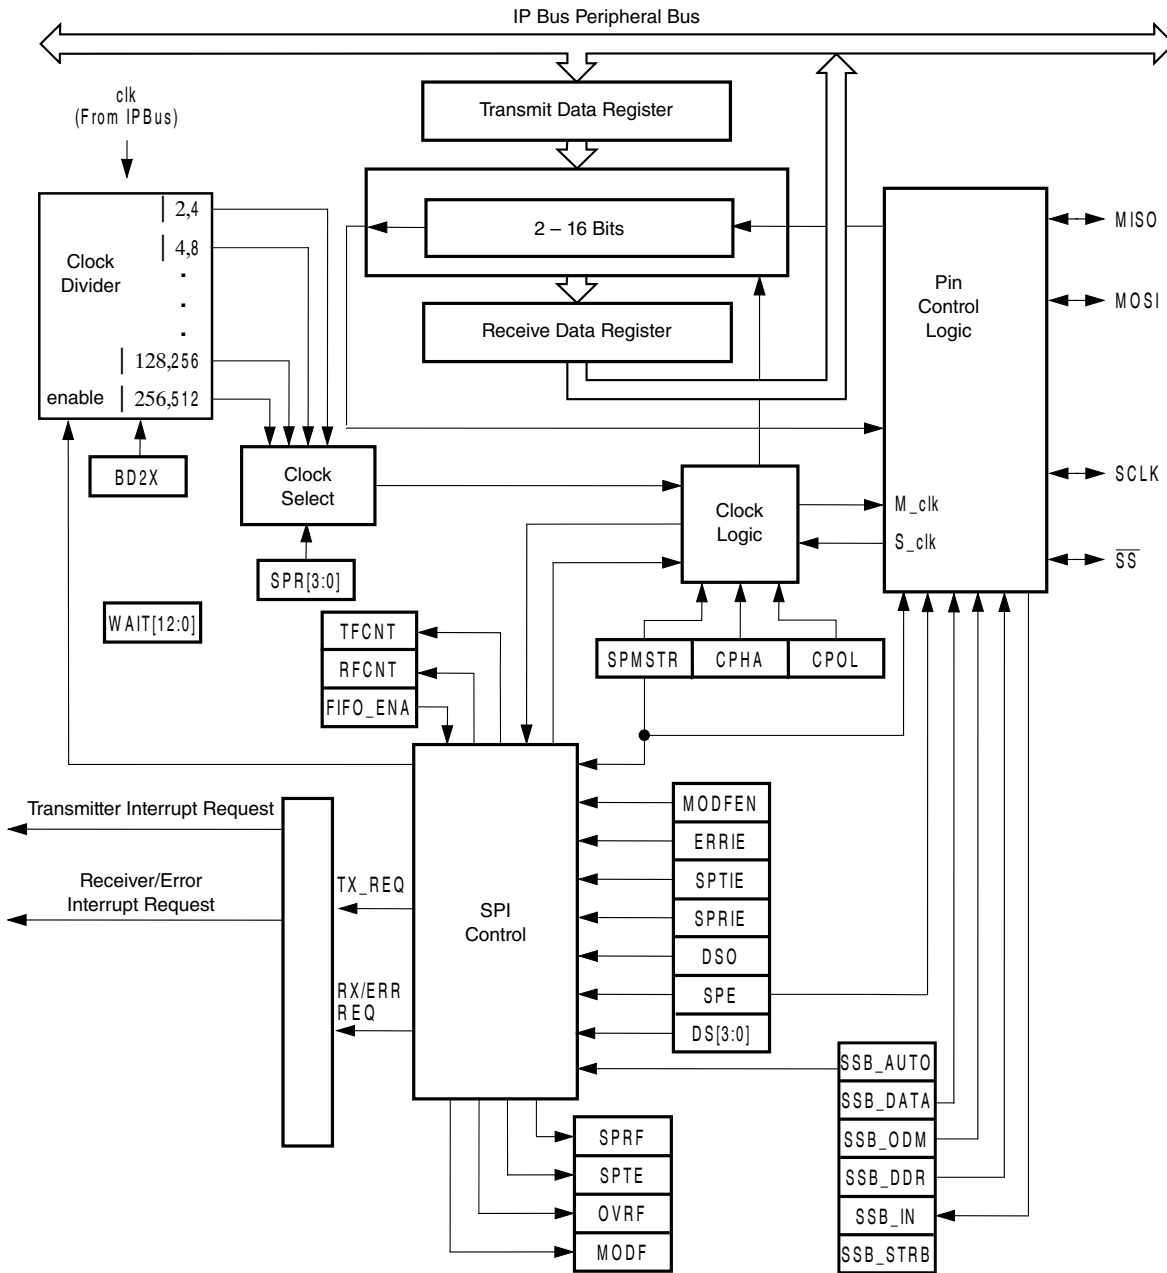 IP Bus Peripheral Bus
clk
(From IPBus)
Transmit Data Register
2 – 16 Bits
Receive Data Register
Clock
Divider
| 2,4
| 4,8
.
.
.
| 128,256
enable | 256,512
BD2X
Clock
Select
SPR[3:0]
WAIT[12:0]
Pin
Control
Logic
M_clk
S_clk
MISO
MOSI
SCLK
SS
Clock
Logic
SPMSTR CPHA CPOL
TFCNT
RFCNT
FIFO_ENA
Transmitter Interrupt Request
Receiver/Error
Interrupt Request
TX_REQ
RX/ERR
REQ
SPI
Control
MODFEN
ERRIE
SPTIE
SPRIE
DSO
SPE
DS[3:0]
SSB_AUTO
SSB_DATA
SSB_ODM
SSB_DDR
SSB_IN
SSB_STRB
SPRF
SPTE
OVRF
MODF